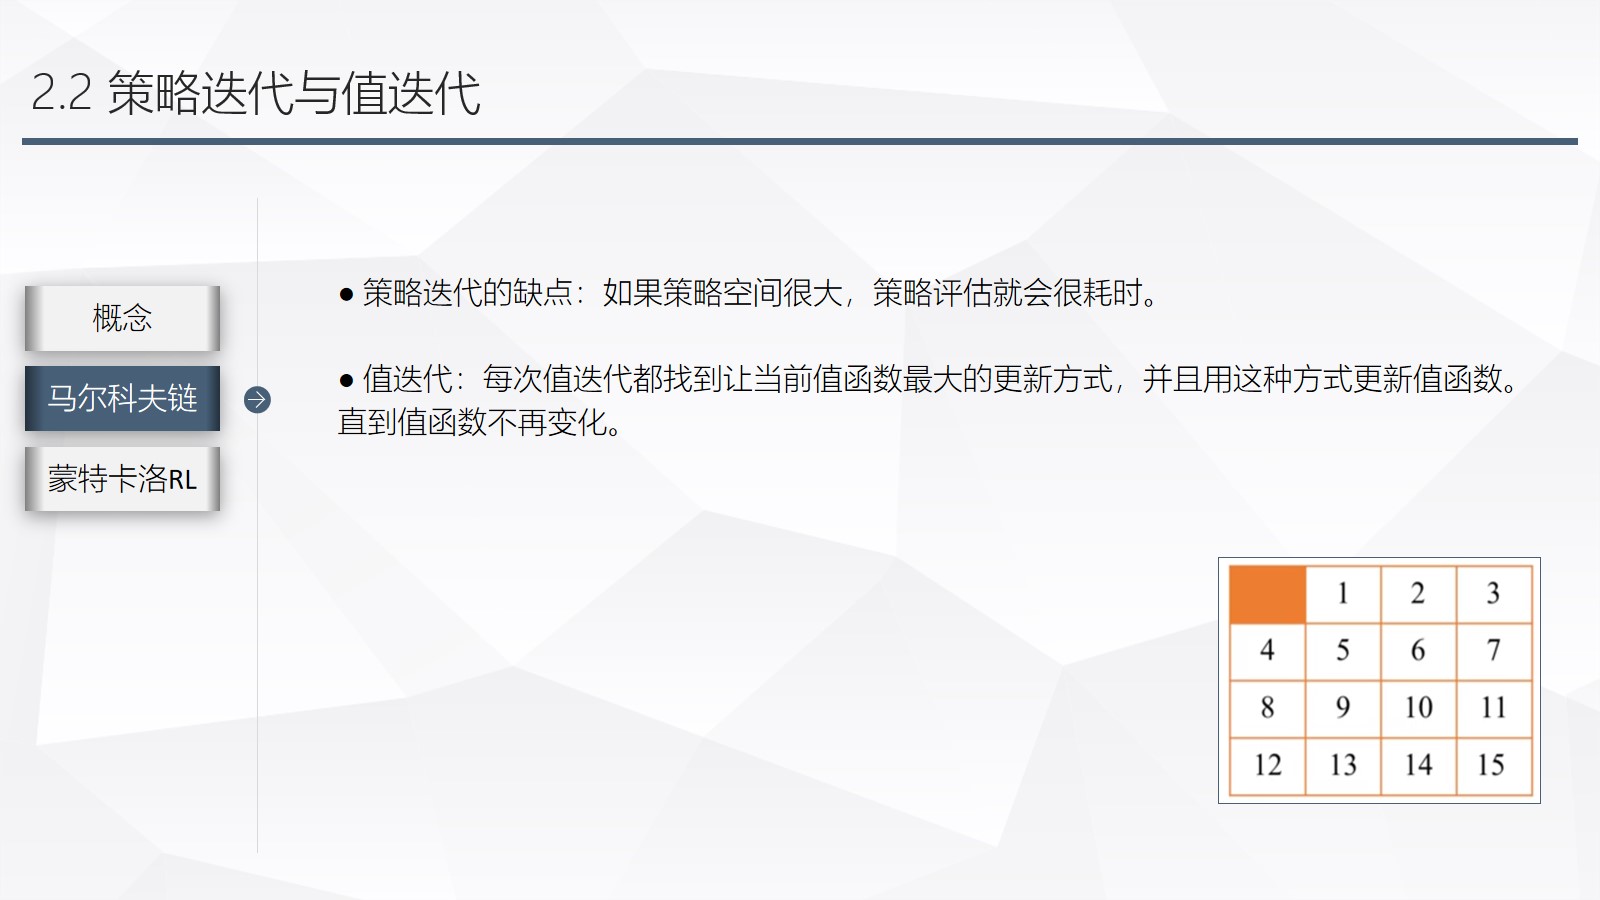 2.2 策略迭代与值迭代
概念
马尔科夫链
蒙特卡洛RL
● 策略迭代的缺点：如果策略空间很大，策略评估就会很耗时。
● 值迭代：每次值迭代都找到让当前值函数最大的更新方式，并且用这种方式更新值函数。
直到值函数不再变化。
1 2 3
4 5 6 7
8 9 10 11
12 13 14 15